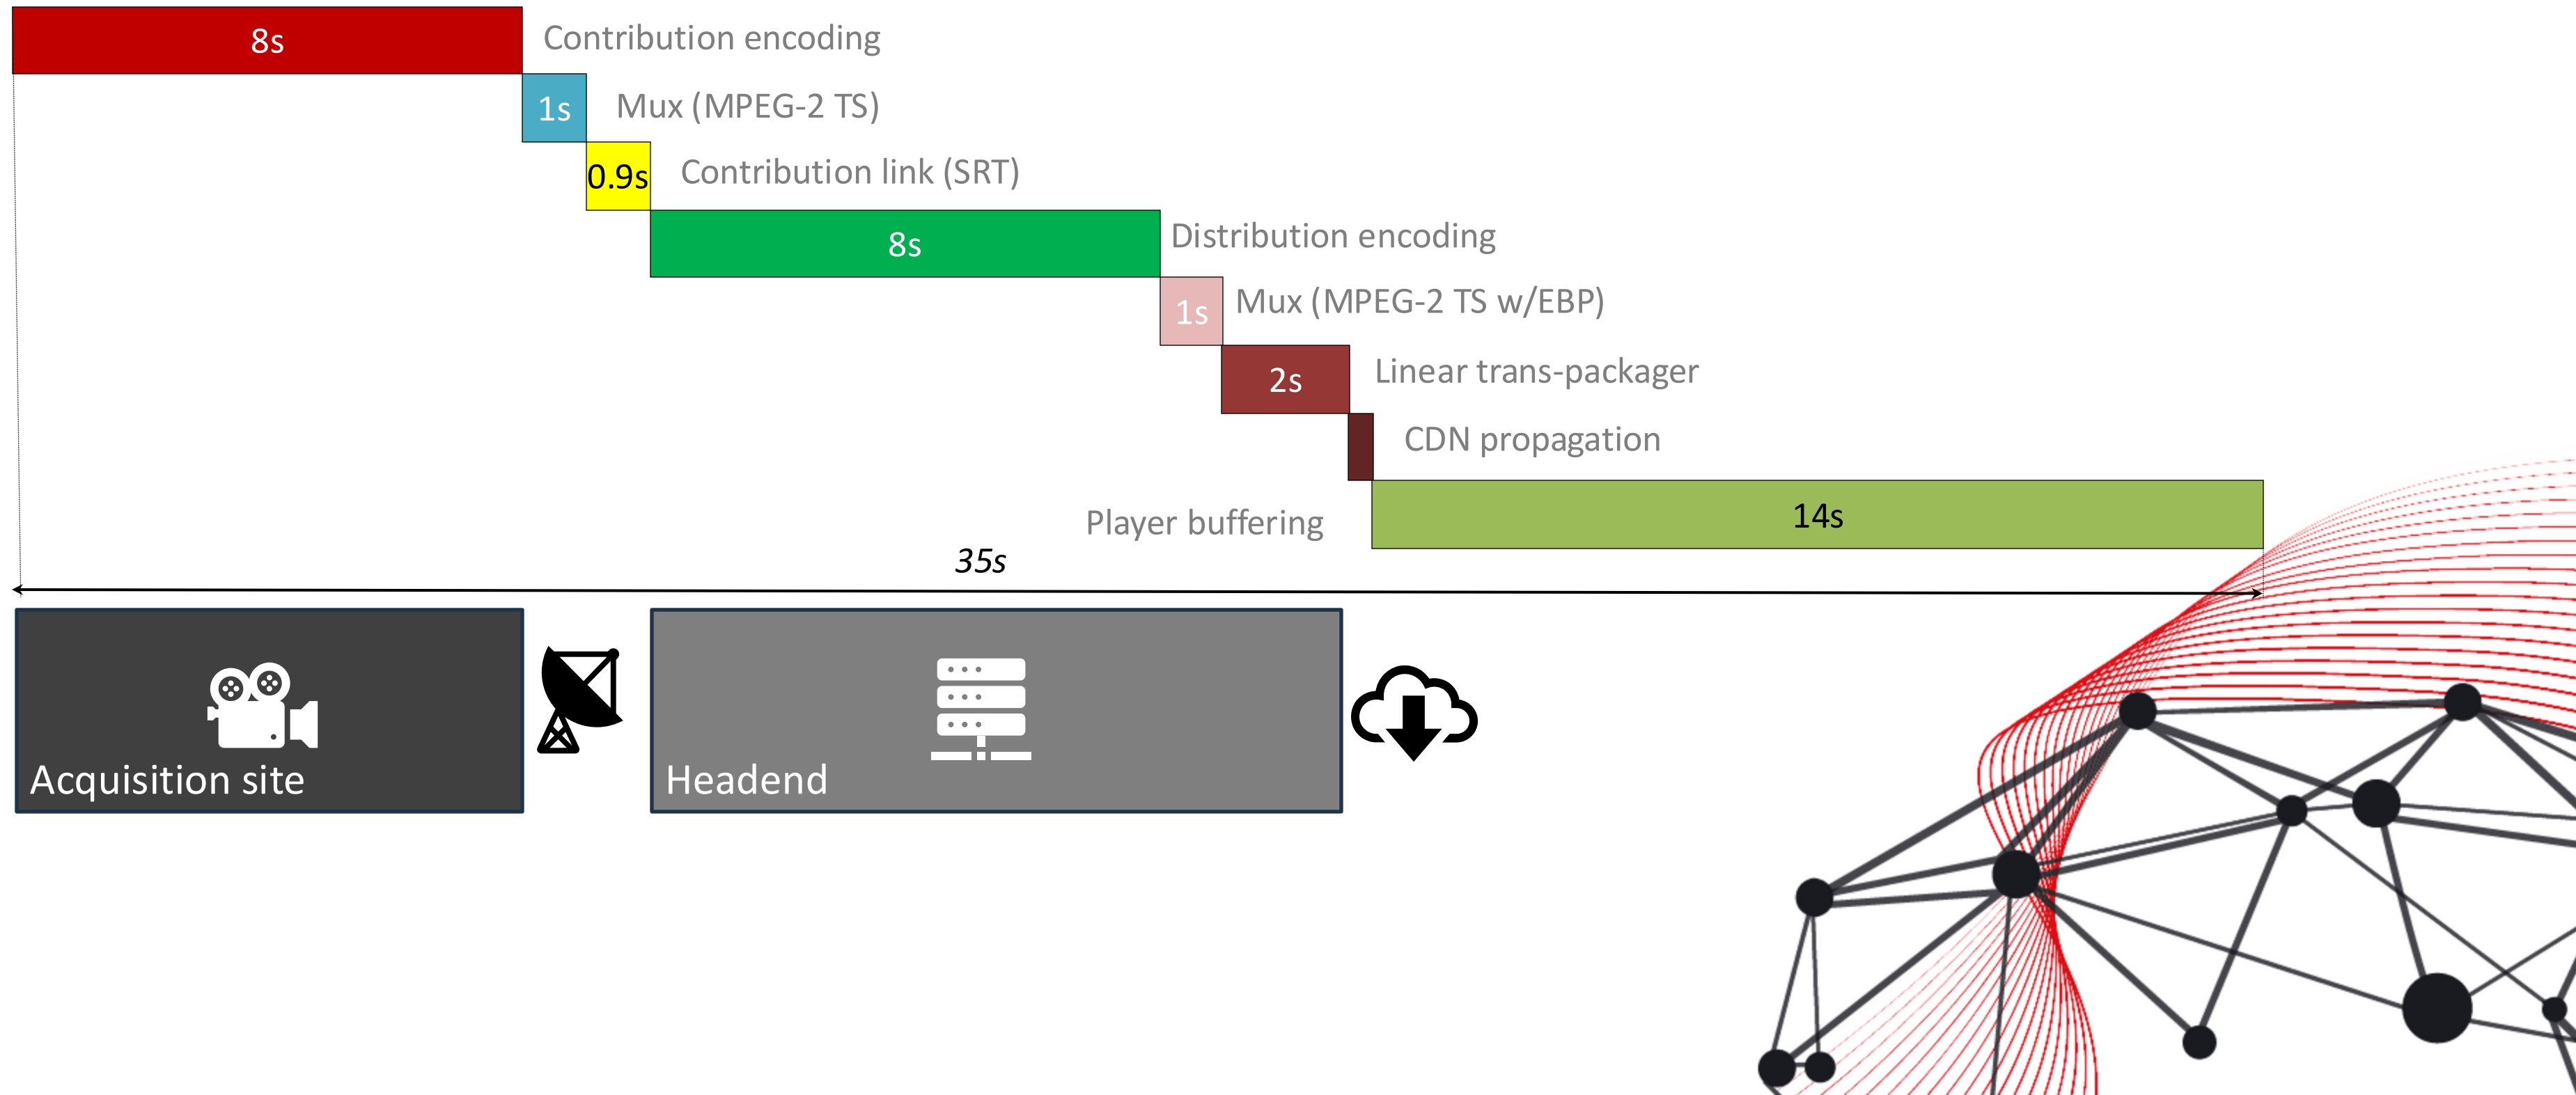 8s Contribution encoding
1s Mux (MPEG-2 TS)
0.9s Contribution link (SRT)
8s Distribution encoding
1s Mux (MPEG-2 TS w/EBP)
2s Linear trans-packager
CDN propagation
Player buffering 14s
35s
Acquisition site
Headend